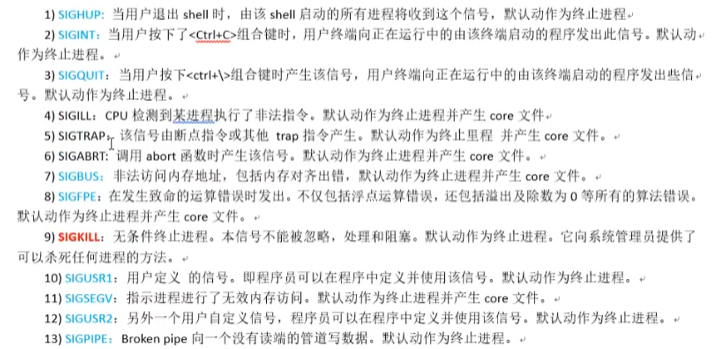 1) SIGHUP: 当用户退出 shell 时，由该 shell 启动的所有进程将收到这个信号，默认动作为终止进程
2) SIGINT：当用户按下了<Ctrl+C>组合键时，用户终端向正在运行中的由该终端启动的程序发出此信号。默认动
作为终止进程。
3) SIGQUIT：当用户按下<ctrl+\>组合键时产生该信号，用户终端向正在运行中的由该终端启动的程序发出些信
号。默认动作为终止进程。
4) SIGILL：CPU 检测到某进程执行了非法指令。默认动作为终止进程并产生 core 文件
5) SIGTRAP：该信号由断点指令或其他 trap 指令产生。默认动作为终止里程 并产生 core 文件。
6) SIGABRT: 调用 abort 函数时产生该信号。默认动作为终止进程并产生 core 文件。
7) SIGBUS：非法访问内存地址，包括内存对齐出错，默认动作为终止进程并产生 core 文件。
8) SIGFPE：在发生致命的运算错误时发出。不仅包括浮点运算错误，还包括溢出及除数为 0 等所有的算法错误。
默认动作为终止进程并产生 core 文件。
9) SIGKILL：无条件终止进程。本信号不能被忽略，处理和阻塞。默认动作为终止进程。它向系统管理员提供了
可以杀死任何进程的方法。
10) SIGUSR1：用户定义 的信号。即程序员可以在程序中定义并使用该信号。默认动作为终止进程。
11) SIGSEGV：指示进程进行了无效内存访问。默认动作为终止进程并产生 core 文件。
12) SIGUSR2：另外一个用户自定义信号，程序员可以在程序中定义并使用该信号。默认动作为终止进程。
13) SIGPIPE：Broken pipe 向一个没有读端的管道写数据。默认动作为终止进程。